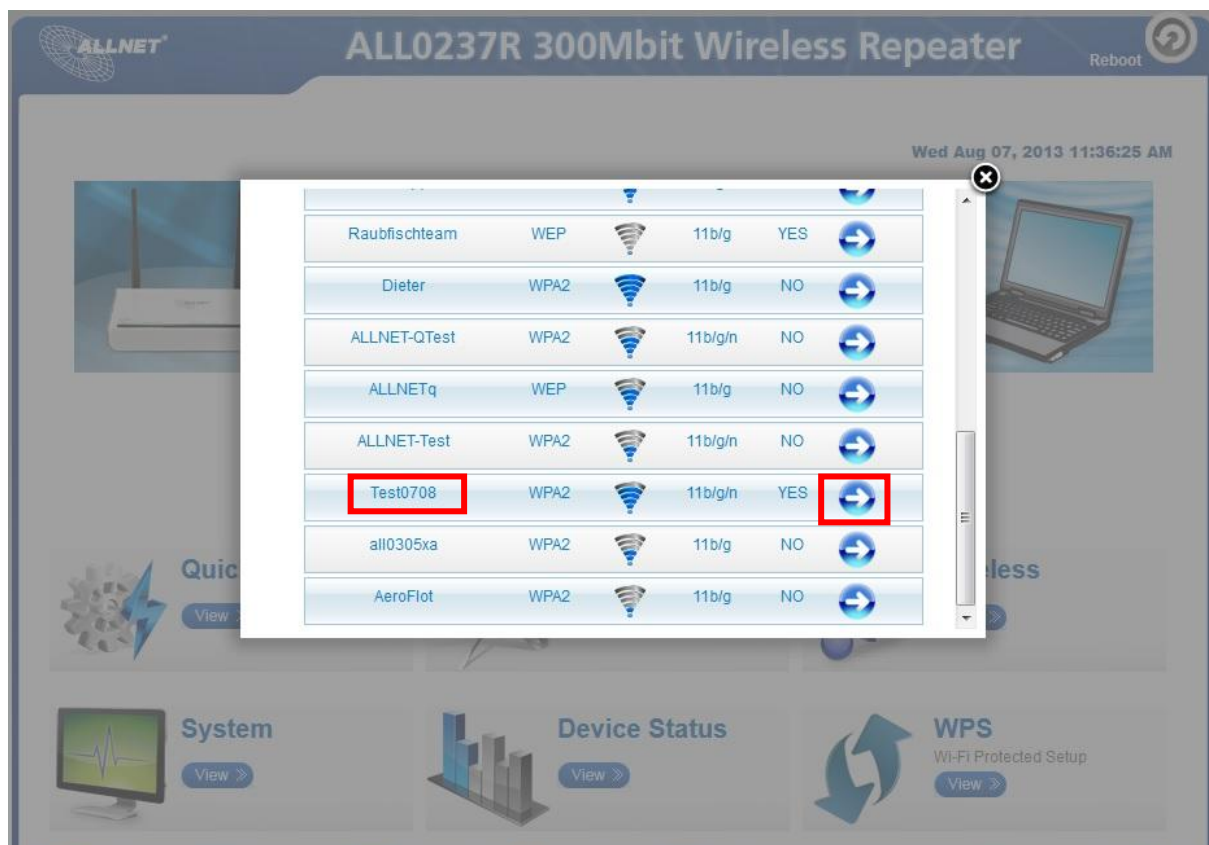 ALLNET®
ALL0237R 300Mbit Wireless Repeater
Reboot
Wed Aug 07, 2013 11:36:25 AM
Raubfischteam WEP 11b/g YES
Dieter WPA2 11b/g NO
ALLNET-QTest WPA2 11b/g/n NO
ALLNETq WEP 11b/g NO
ALLNET-Test WPA2 11b/g/n NO
Test0708 WPA2 11b/g/n YES
all0305xa WPA2 11b/g NO
AeroFlot WPA2 11b/g NO
Quic
less
View
System
Device Status
WPS
Wi-Fi Protected Setup
View »
View »
View »